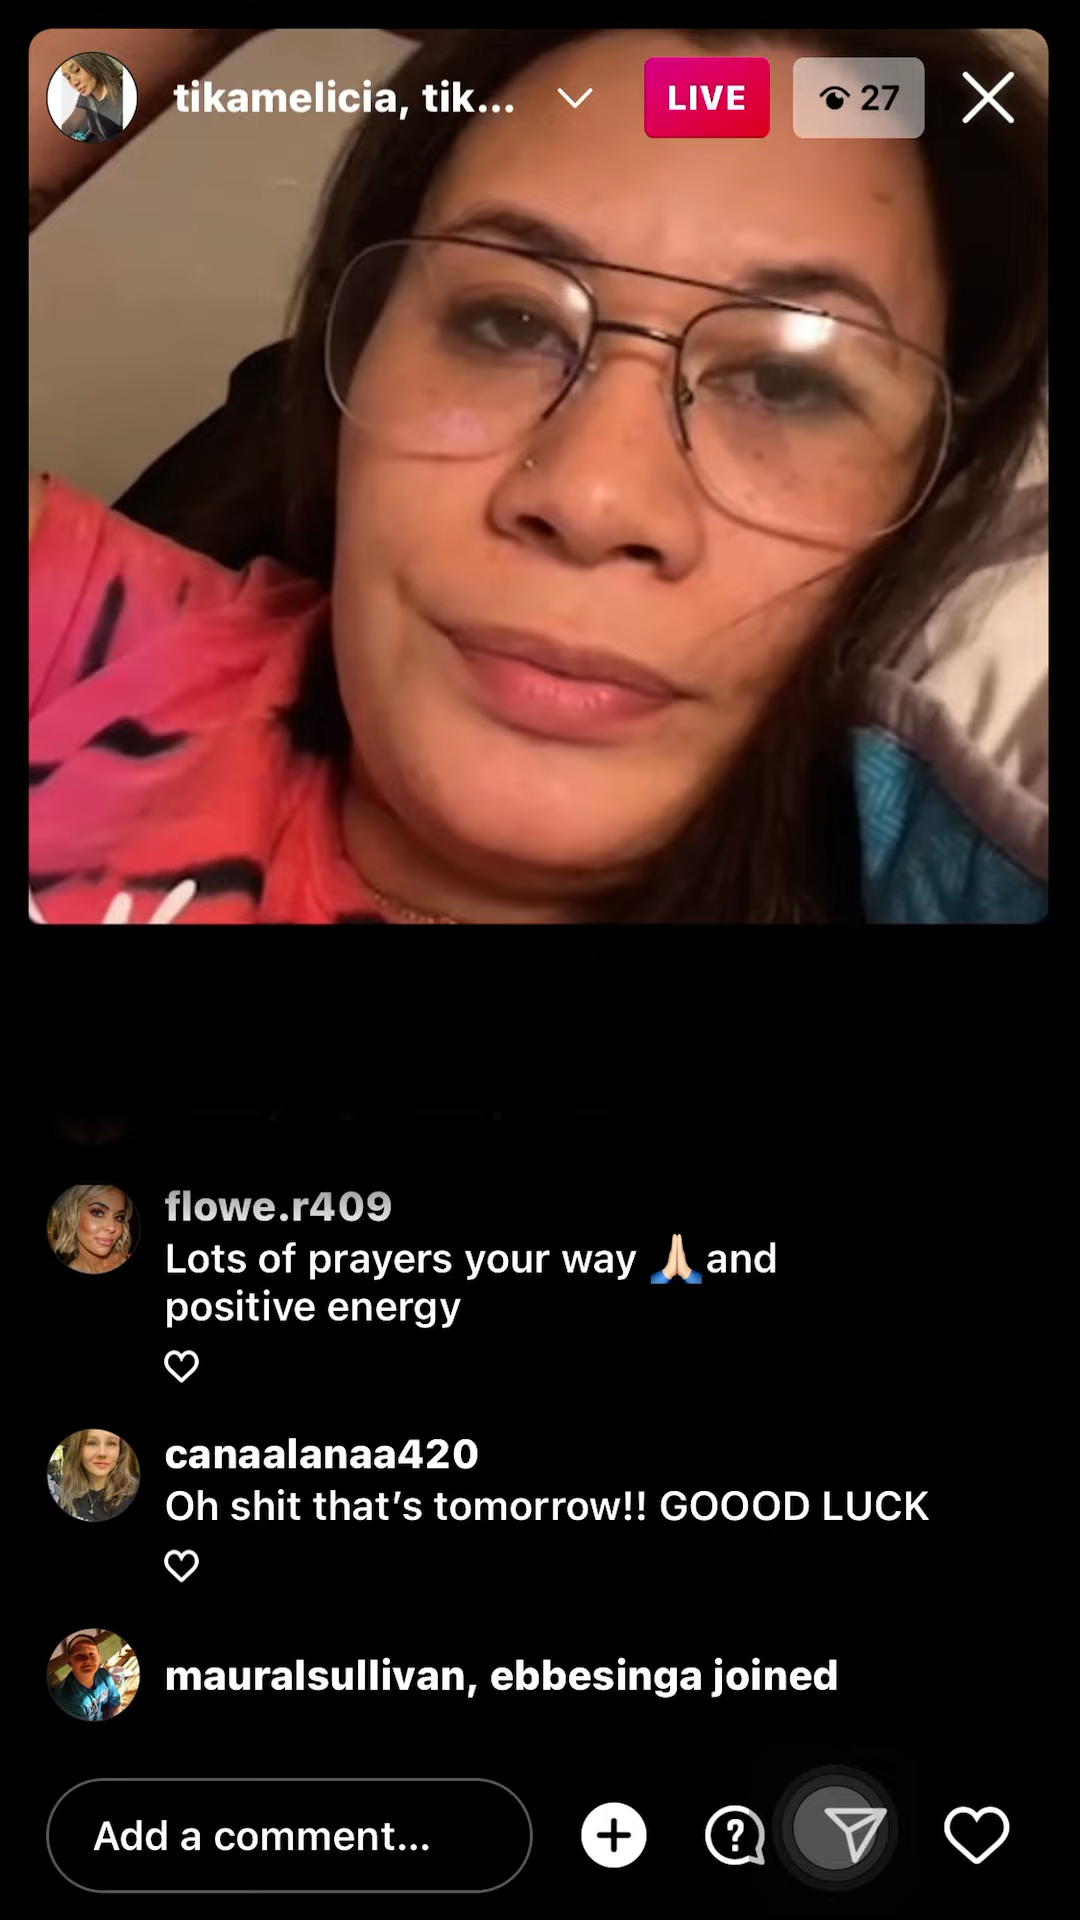 tikamelicia, tik...
LIVE
27
flowe.r409
Lots of prayers your way 🙏🏻and
positive energy
canaalanaa420
Oh shit that’s tomorrow!! GOOOD LUCK
mauralsullivan, ebbesinga joined
Add a comment...